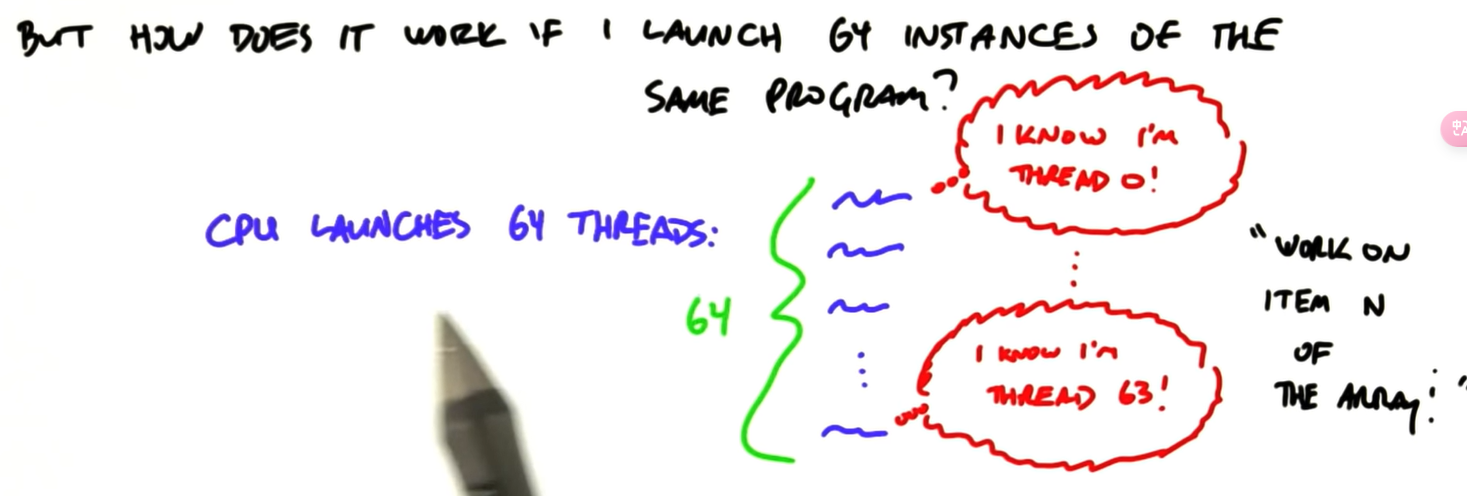 BUT HOW DOES IT WORK IF I LAUNCH 64 INSTANCES OF THE
SAME PROGRAM?
I KNOW I'M
THREAD 0!
CPU LAUNCHES 64 THREADS:
"WORK ON
ITEM N
OF
THE ARRAY!"
64
I KNOW I'M
THREAD 63!